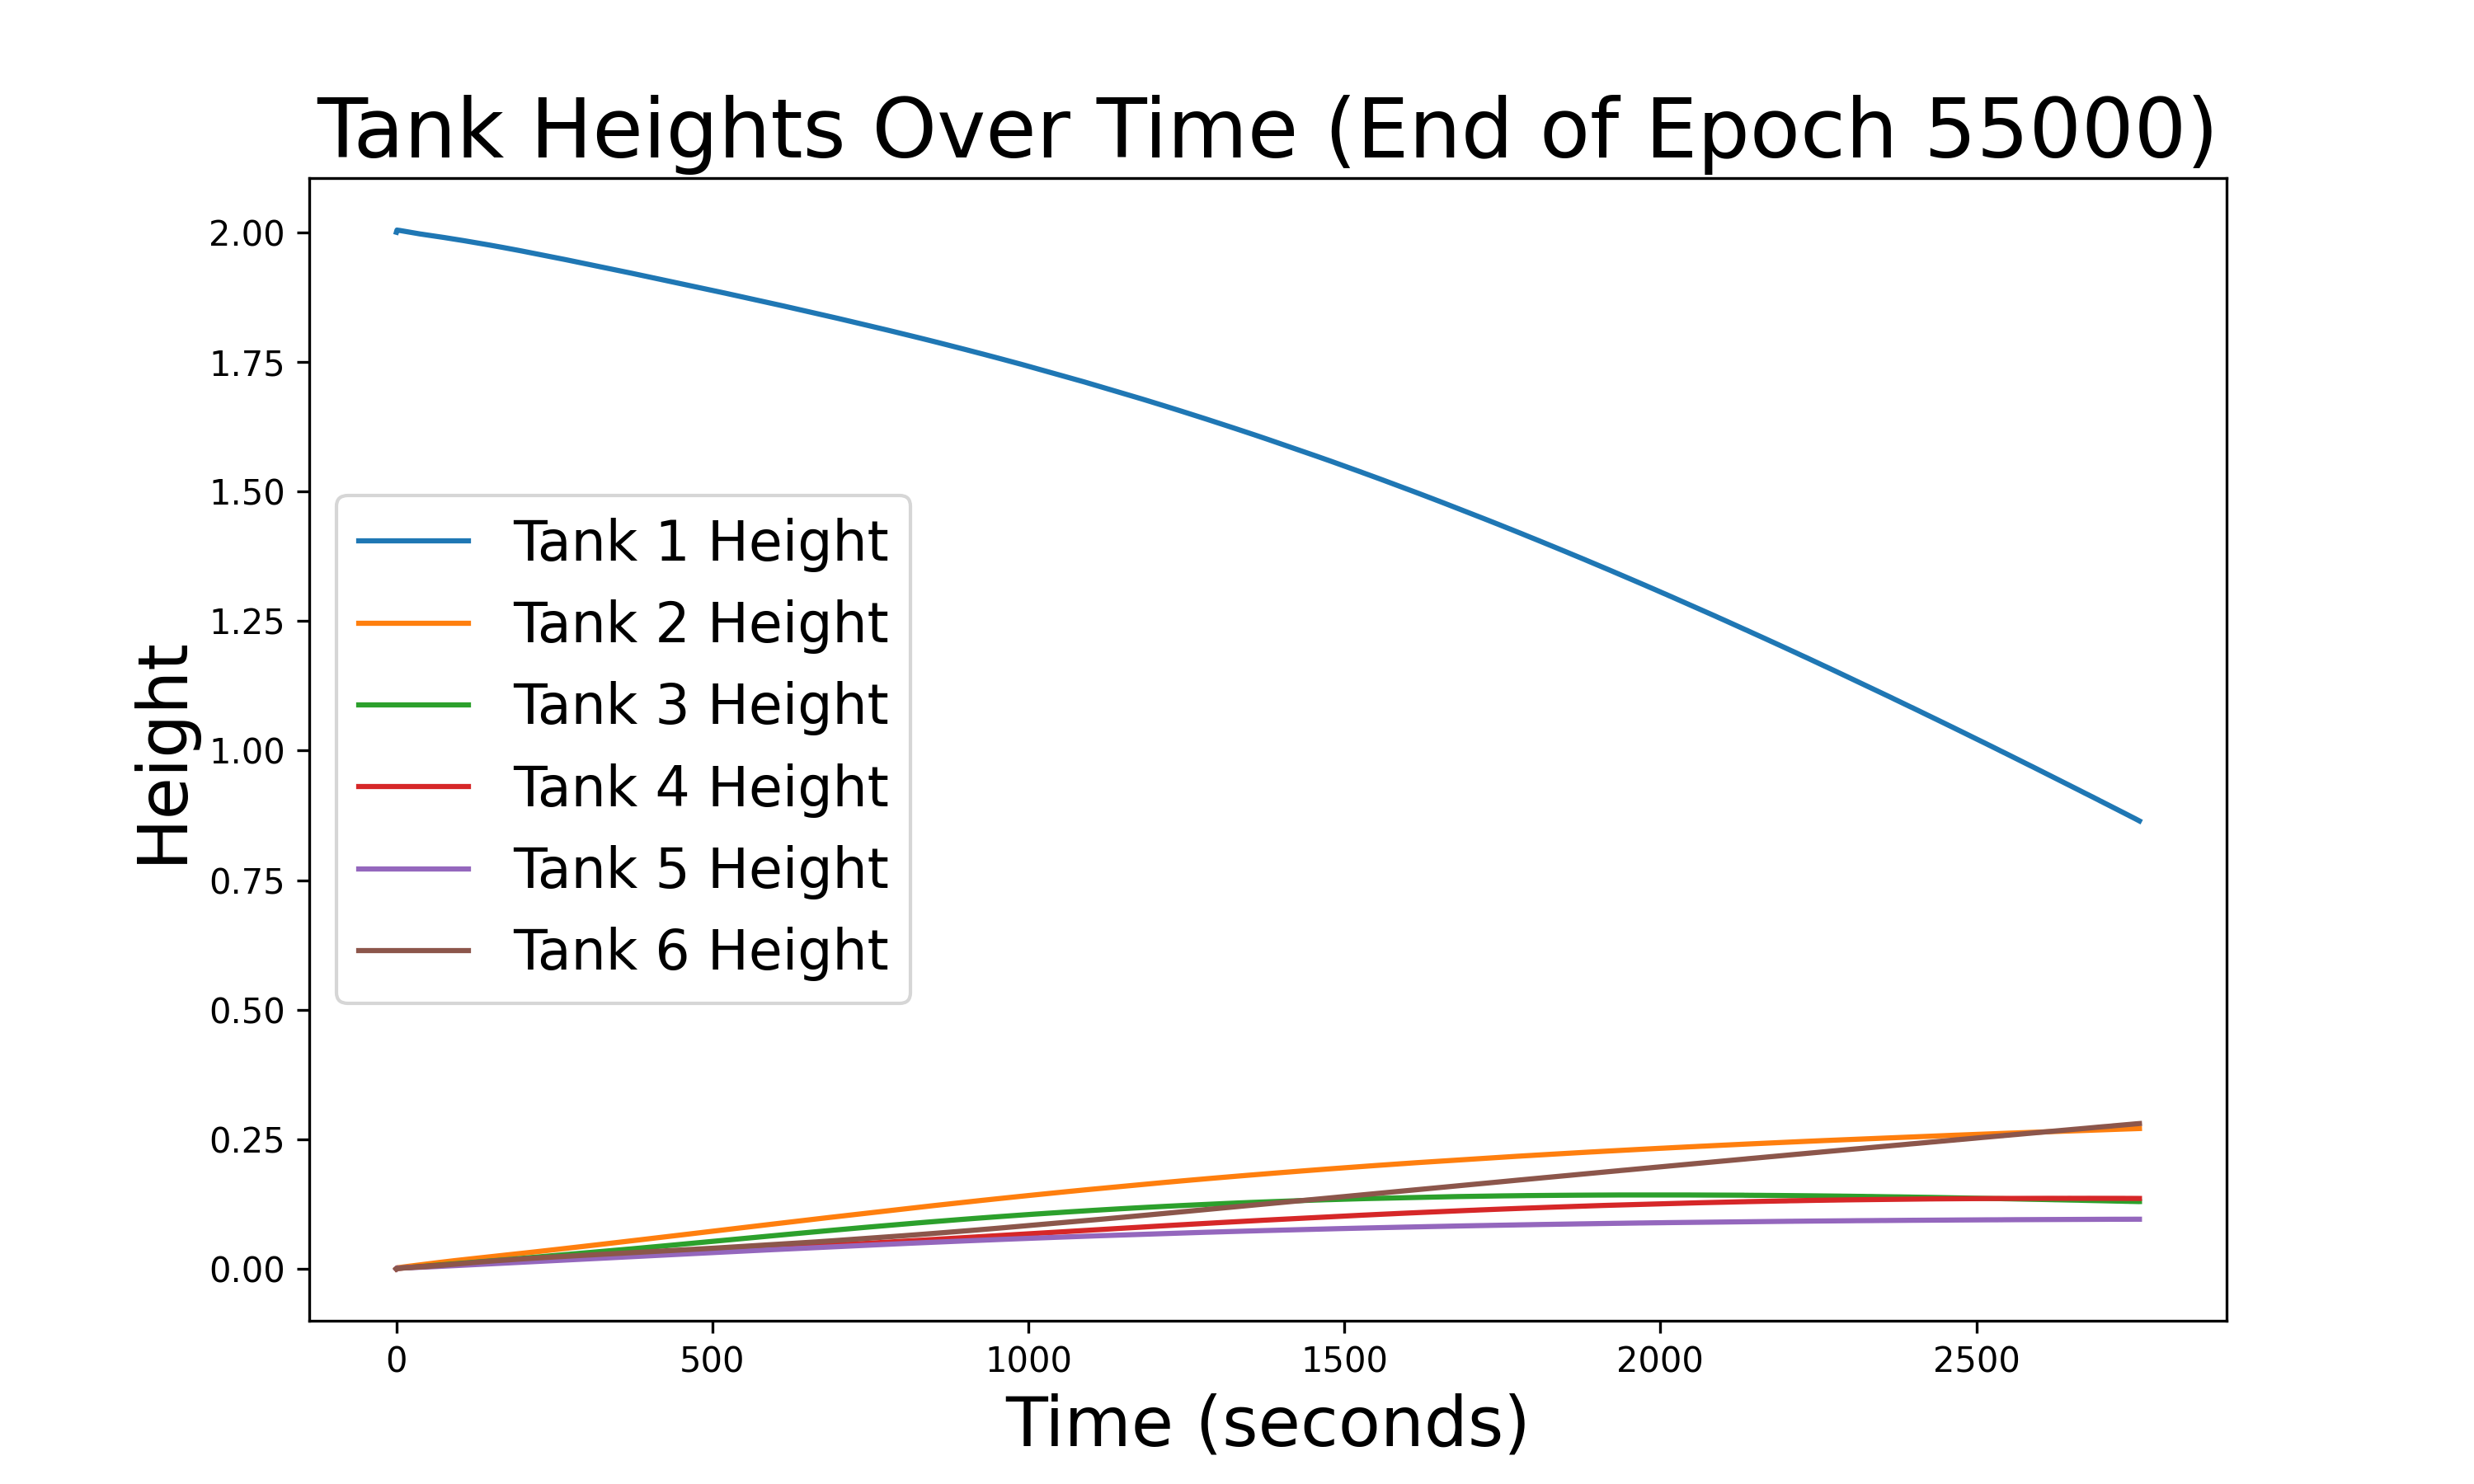 Tank Heights Over Time (End of Epoch 55000)
2.00
1.75
1.50
1.25
1.00
0.75
0.50
0.25
0.00
Height
Tank 1 Height
Tank 2 Height
Tank 3 Height
Tank 4 Height
Tank 5 Height
Tank 6 Height
0 500 1000 1500 2000 2500
Time (seconds)